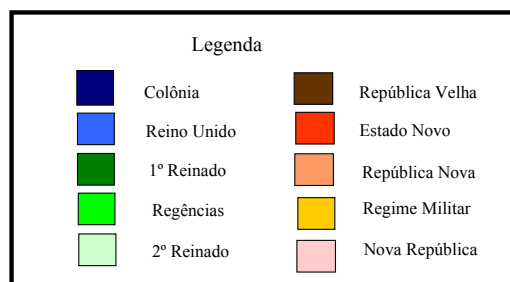 Legenda
Colônia
Reino Unido
1º Reinado
Regências
2º Reinado
República Velha
Estado Novo
República Nova
Regime Militar
Nova República